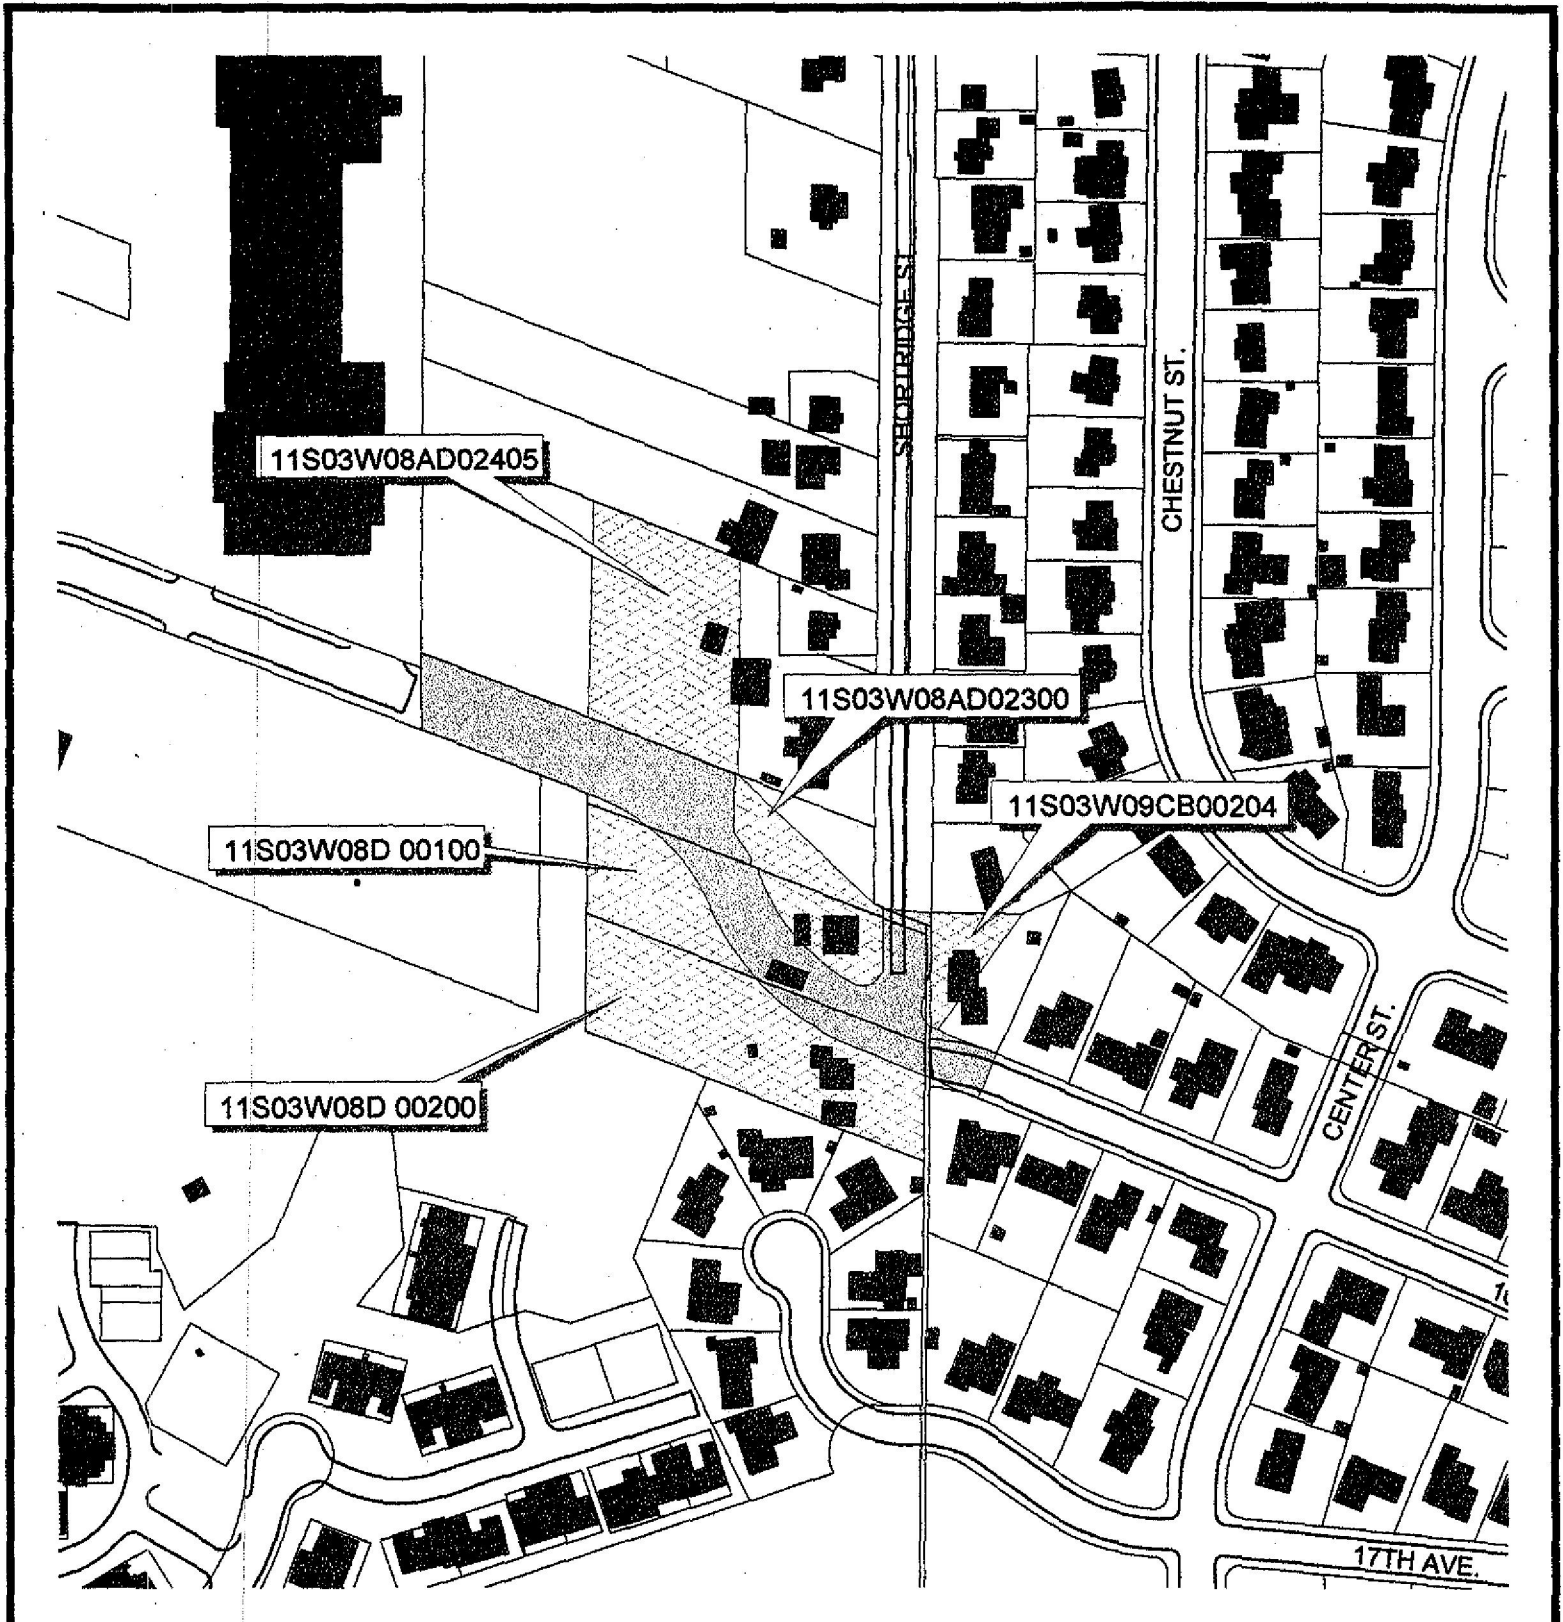 SHORTRIDGE ST.
CHESTNUT ST.
11S03W08AD02405
11S03W08AD02300
11S03W09CB00204
11S03W08D 00100
11S03W08D 00200
CENTER ST.
17TH AVE.